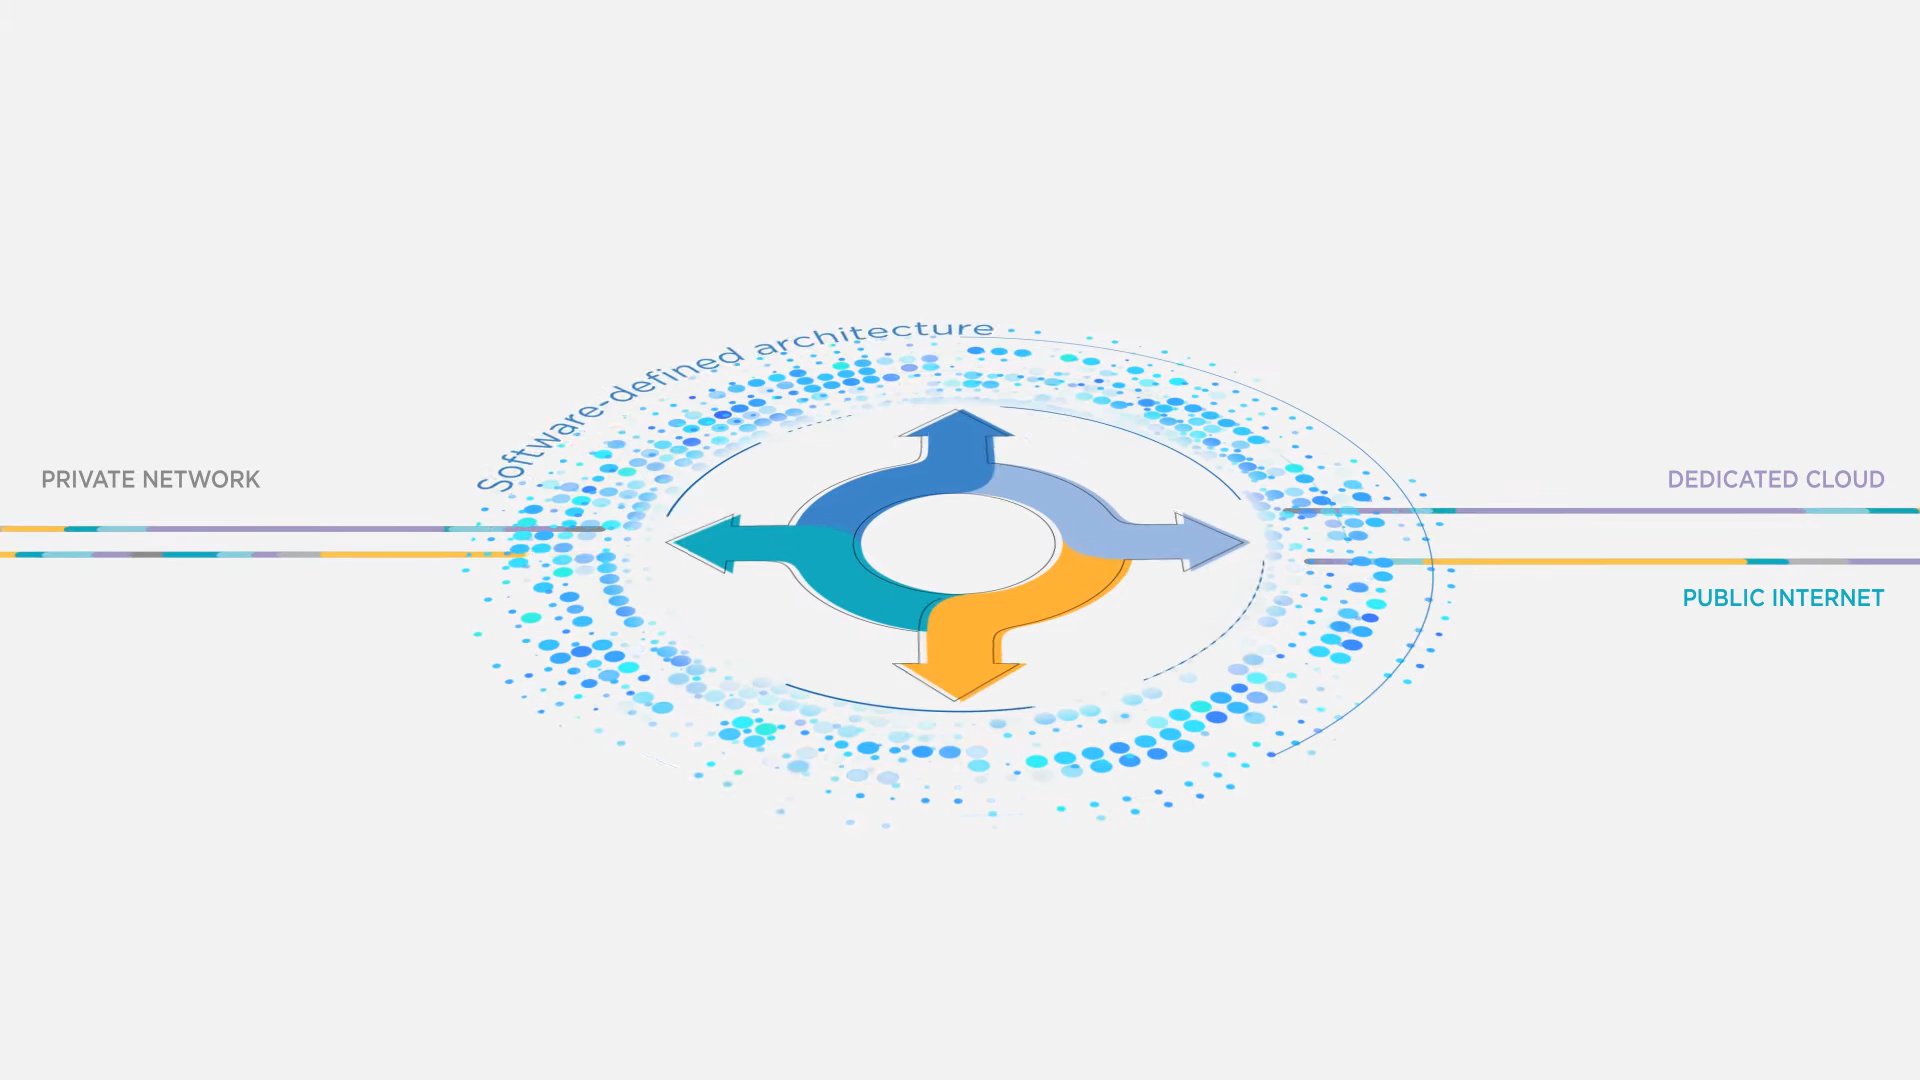 Software-defined architecture
PRIVATE NETWORK
DEDICATED CLOUD
PUBLIC INTERNET